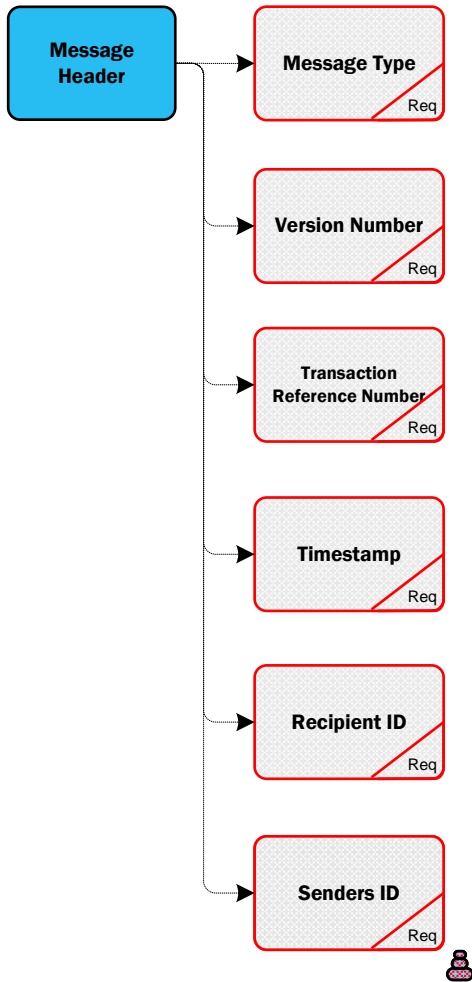 Message
Header
Message Type
Req
Version Number
Req
Transaction
Reference Number
Req
Timestamp
Req
Recipient ID
Req
Senders ID
Req